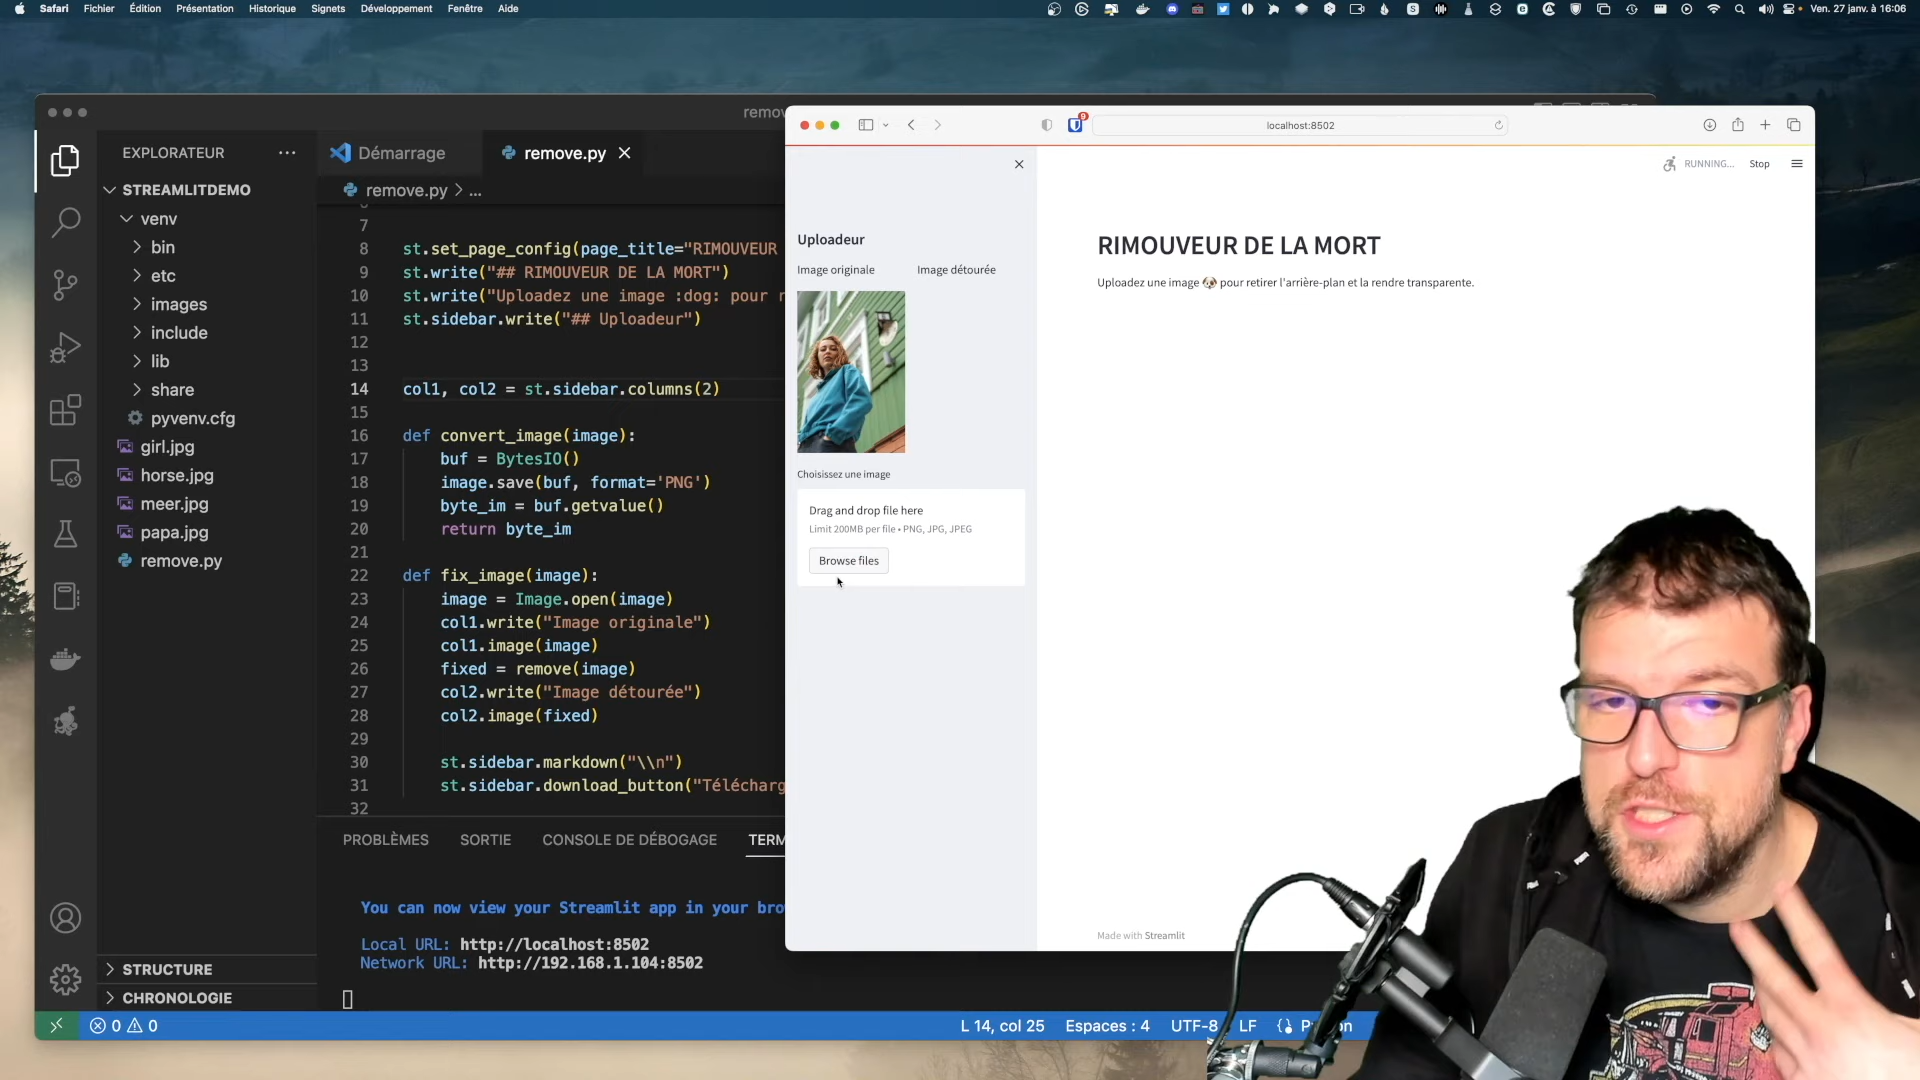 Safari Fichier Édition Présentation Historique Signets Développement Fenêtre Aide
Ven. 27 janv. à 16:06
EXPLORATEUR
STREAMLITDEMO
venv
bin
etc
images
include
lib
share
pyvenv.cfg
girl.jpg
horse.jpg
meer.jpg
papa.jpg
remove.py
STRUCTURE
CHRONOLOGIE
Démarrage
remove.py
remove.py > ...
7
8 st.set_page_config(page_title="RIMOUVEUR
9 st.write("## RIMOUVEUR DE LA MORT")
10 st.write("Uploadez une image :dog: pour r
11 st.sidebar.write("## Uploadeur")
12
13
14 col1, col2 = st.sidebar.columns(2)
15
16 def convert_image(image):
17 buf = BytesIO()
18 image.save(buf, format='PNG')
19 byte_im = buf.getvalue()
20 return byte_im
21
22 def fix_image(image):
23 image = Image.open(image)
24 col1.write("Image originale")
25 col1.image(image)
26 fixed = remove(image)
27 col2.write("Image détourée")
28 col2.image(fixed)
29
30 st.sidebar.markdown("\\n")
31 st.sidebar.download_button("Télécharg
32
PROBLÈMES SORTIE CONSOLE DE DÉBOGAGE TERM
You can now view your Streamlit app in your bro
Local URL: http://localhost:8502
Network URL: http://192.168.1.104:8502
0 0
L 14, col 25 Espaces : 4 UTF-8 LF
localhost:8502
9
RUNNING... Stop
Uploadeur
Image originale Image détourée
Choisissez une image
Drag and drop file here
Limit 200MB per file • PNG, JPG, JPEG
Browse files
RIMOUVEUR DE LA MORT
Uploadez une image 🐶 pour retirer l'arrière-plan et la rendre transparente.
Made with Streamlit